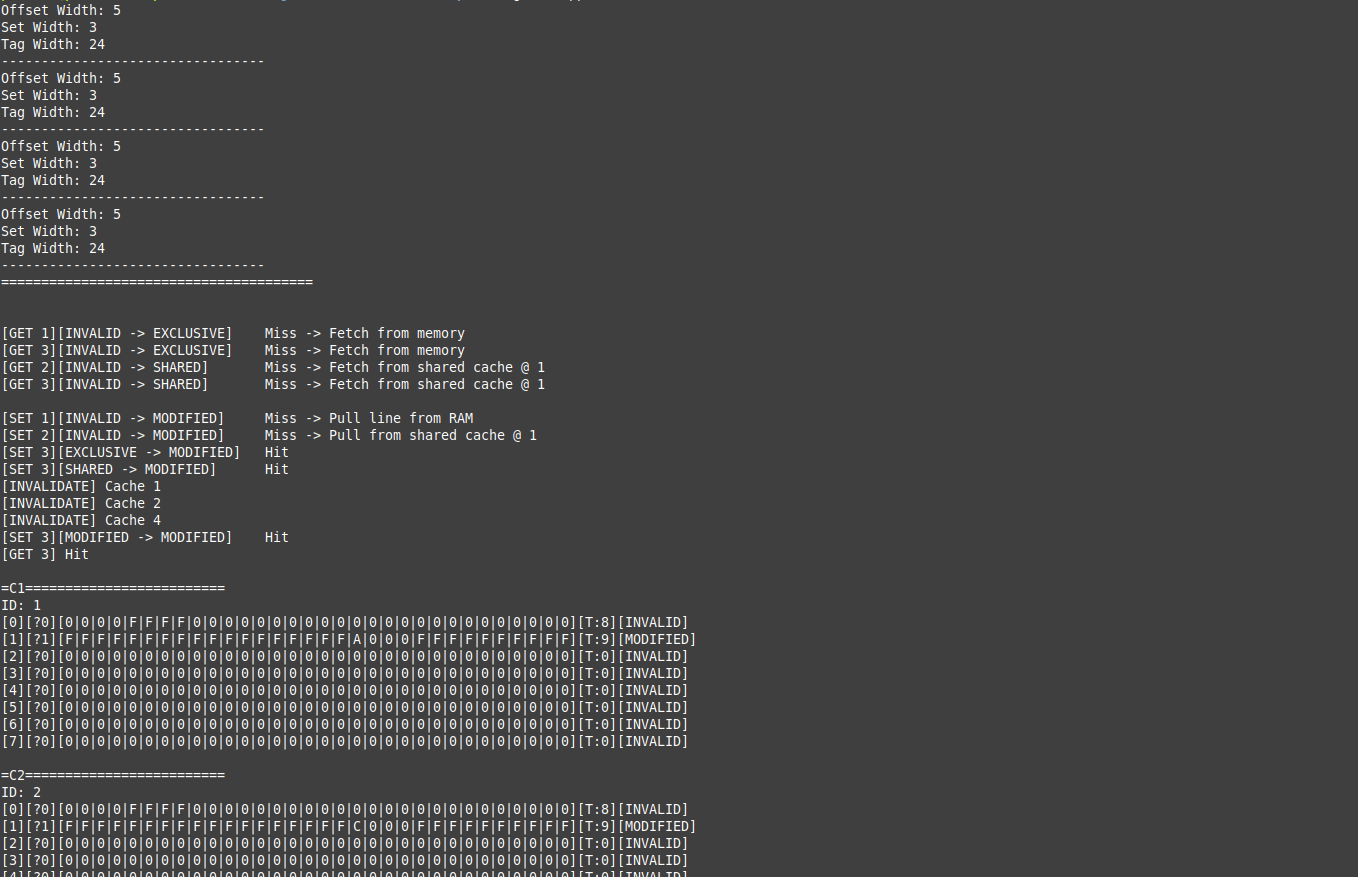 Offset Width: 5
Set Width: 3
Tag Width: 24
---------------------------------
Offset Width: 5
Set Width: 3
Tag Width: 24
---------------------------------
Offset Width: 5
Set Width: 3
Tag Width: 24
---------------------------------
Offset Width: 5
Set Width: 3
Tag Width: 24
---------------------------------
=======================================
[GET 1][INVALID -> EXCLUSIVE]    Miss -> Fetch from memory
[GET 3][INVALID -> EXCLUSIVE]    Miss -> Fetch from memory
[GET 2][INVALID -> SHARED]       Miss -> Fetch from shared cache @ 1
[GET 3][INVALID -> SHARED]       Miss -> Fetch from shared cache @ 1
[SET 1][INVALID -> MODIFIED]     Miss -> Pull line from RAM
[SET 2][INVALID -> MODIFIED]     Miss -> Pull from shared cache @ 1
[SET 3][EXCLUSIVE -> MODIFIED]   Hit
[SET 3][SHARED -> MODIFIED]      Hit
[INVALIDATE] Cache 1
[INVALIDATE] Cache 2
[INVALIDATE] Cache 4
[SET 3][MODIFIED -> MODIFIED]    Hit
[GET 3] Hit
=C1=========================
ID: 1
[0][?0][0|0|0|0|F|F|F|F|0|0|0|0|0|0|0|0|0|0|0|0|0|0|0|0|0|0|0|0|0|0|0|0][T:8][INVALID]
[1][?1][F|F|F|F|F|F|F|F|F|F|F|F|F|F|F|F|F|F|A|0|0|0|F|F|F|F|F|F|F|F|F|F][T:9][MODIFIED]
[2][?0][0|0|0|0|0|0|0|0|0|0|0|0|0|0|0|0|0|0|0|0|0|0|0|0|0|0|0|0|0|0|0|0][T:0][INVALID]
[3][?0][0|0|0|0|0|0|0|0|0|0|0|0|0|0|0|0|0|0|0|0|0|0|0|0|0|0|0|0|0|0|0|0][T:0][INVALID]
[4][?0][0|0|0|0|0|0|0|0|0|0|0|0|0|0|0|0|0|0|0|0|0|0|0|0|0|0|0|0|0|0|0|0][T:0][INVALID]
[5][?0][0|0|0|0|0|0|0|0|0|0|0|0|0|0|0|0|0|0|0|0|0|0|0|0|0|0|0|0|0|0|0|0][T:0][INVALID]
[6][?0][0|0|0|0|0|0|0|0|0|0|0|0|0|0|0|0|0|0|0|0|0|0|0|0|0|0|0|0|0|0|0|0][T:0][INVALID]
[7][?0][0|0|0|0|0|0|0|0|0|0|0|0|0|0|0|0|0|0|0|0|0|0|0|0|0|0|0|0|0|0|0|0][T:0][INVALID]
=C2=========================
ID: 2
[0][?0][0|0|0|0|F|F|F|F|0|0|0|0|0|0|0|0|0|0|0|0|0|0|0|0|0|0|0|0|0|0|0|0][T:8][INVALID]
[1][?1][F|F|F|F|F|F|F|F|F|F|F|F|F|F|F|F|F|F|C|0|0|0|F|F|F|F|F|F|F|F|F|F][T:9][MODIFIED]
[2][?0][0|0|0|0|0|0|0|0|0|0|0|0|0|0|0|0|0|0|0|0|0|0|0|0|0|0|0|0|0|0|0|0][T:0][INVALID]
[3][?0][0|0|0|0|0|0|0|0|0|0|0|0|0|0|0|0|0|0|0|0|0|0|0|0|0|0|0|0|0|0|0|0][T:0][INVALID]